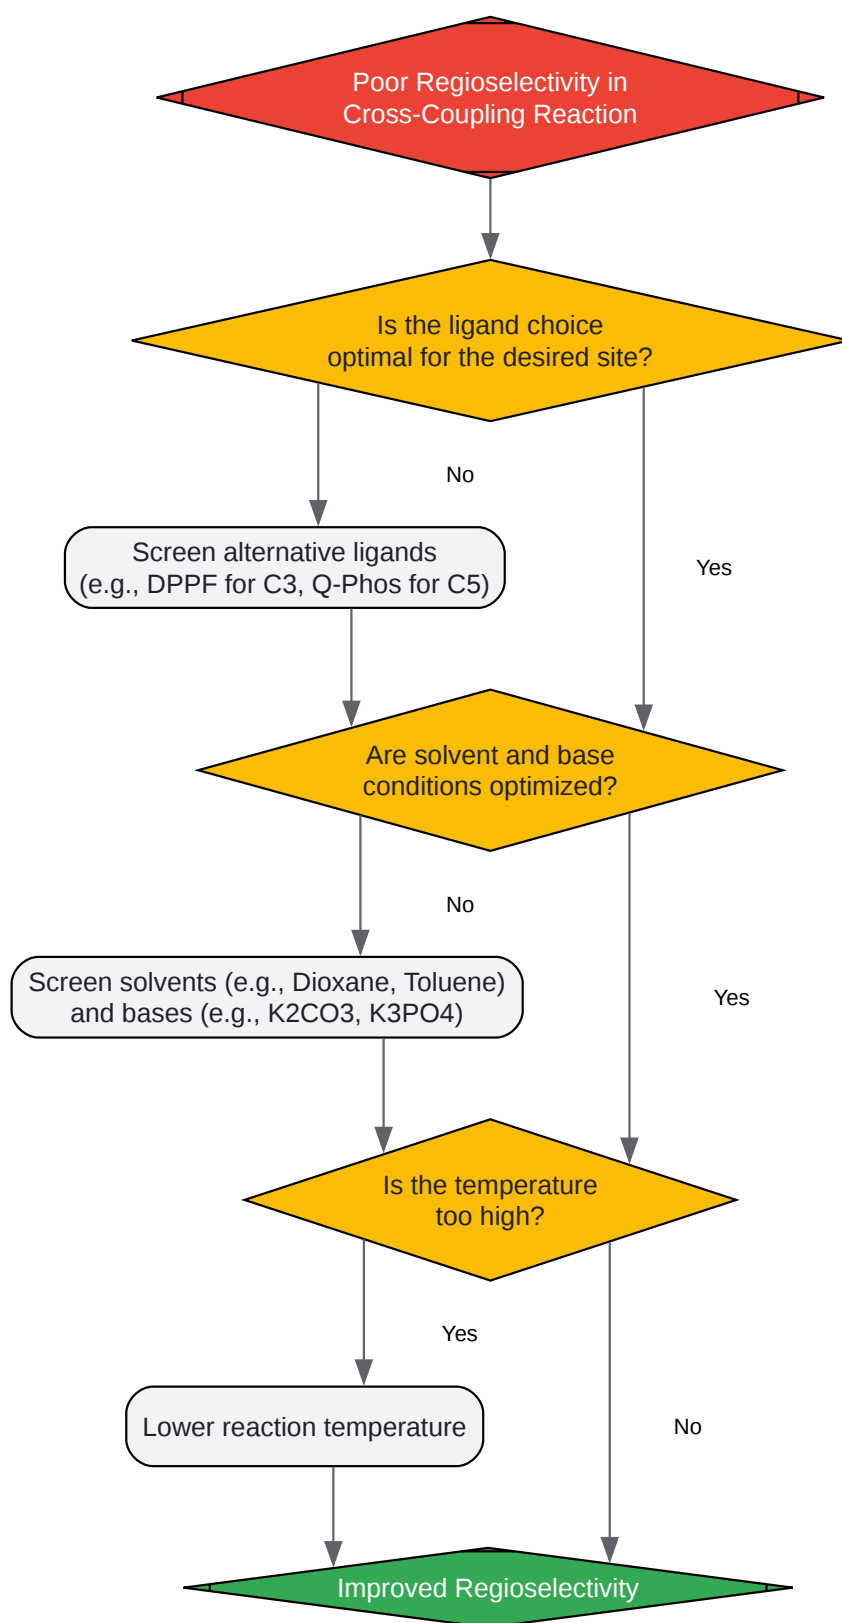 Poor Regioselectivity in
Cross-Coupling Reaction
Is the ligand choice
optimal for the desired site?
No
Screen alternative ligands
(e.g., DPPF for C3, Q-Phos for C5)
Yes
Are solvent and base
conditions optimized?
No
Screen solvents (e.g., Dioxane, Toluene)
and bases (e.g., K2CO3, K3PO4)
Yes
Is the temperature
too high?
Yes
Lower reaction temperature
No
Improved Regioselectivity